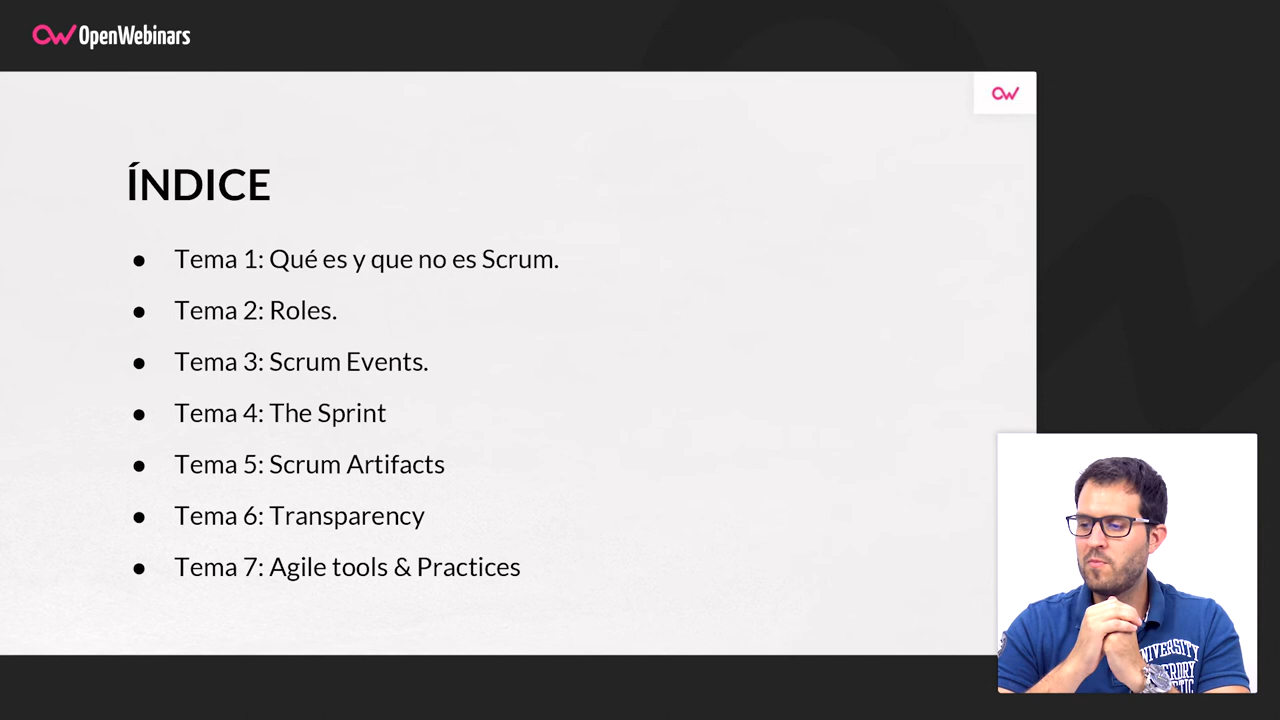 OpenWebinars
ÍNDICE
● Tema 1: Qué es y que no es Scrum.
● Tema 2: Roles.
● Tema 3: Scrum Events.
● Tema 4: The Sprint
● Tema 5: Scrum Artifacts
● Tema 6: Transparency
● Tema 7: Agile tools & Practices